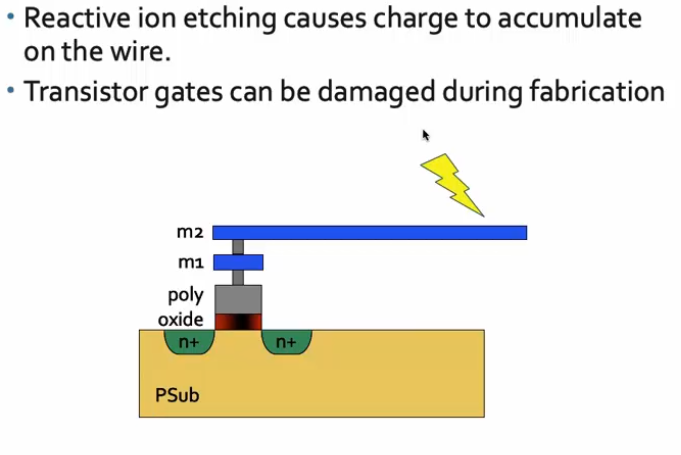 • Reactive ion etching causes charge to accumulate
on the wire.
• Transistor gates can be damaged during fabrication
m2
m1
poly
oxide
n+ n+
PSub